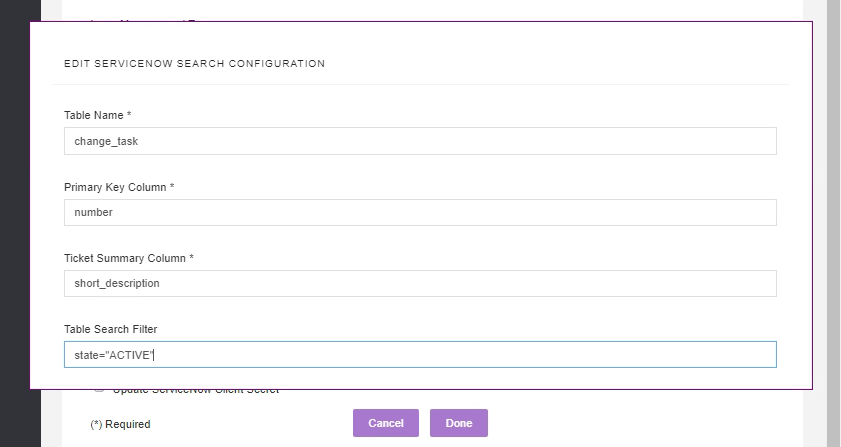 EDIT SERVICENOW SEARCH CONFIGURATION
Table Name *
change_task
Primary Key Column *
number
Ticket Summary Column *
short_description
Table Search Filter
state="ACTIVE"
Update ServiceNow Client Secret
(*) Required
Cancel
Done